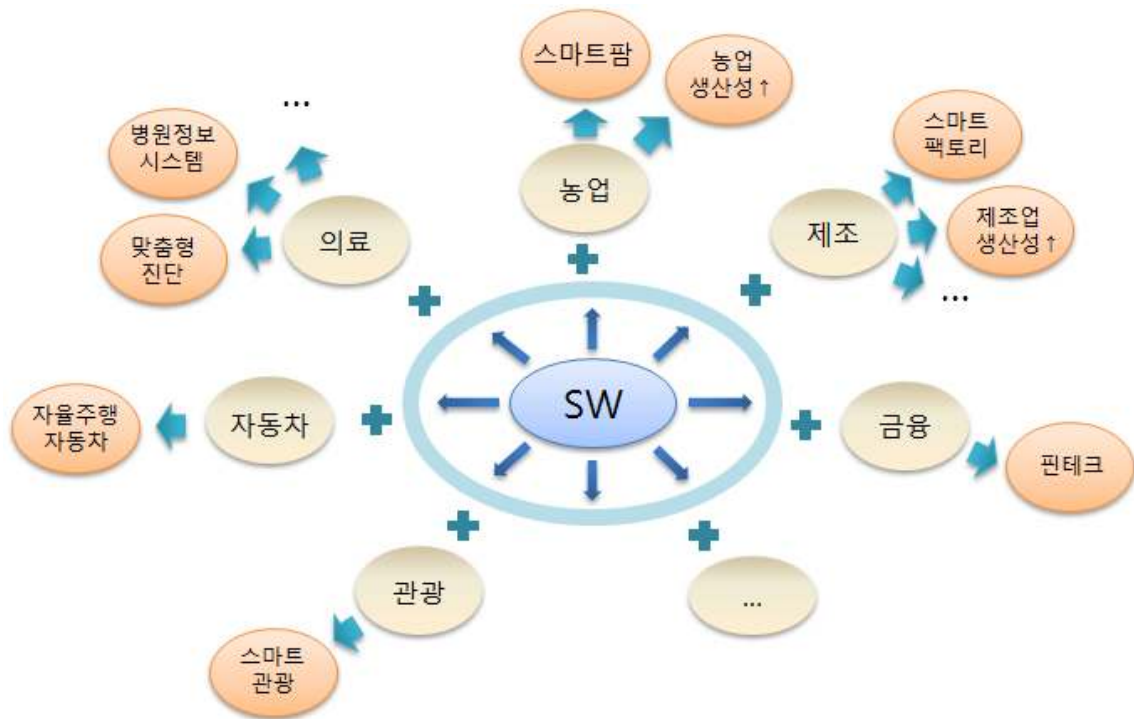 스마트팜
농업
생산성↑
...
병원정보
시스템
스마트
팩토리
농업
제조
제조업
생산성↑
...
의료
맞춤형
진단
SW
자율주행
자동차
자동차
금융
핀테크
관광
...
스마트
관광